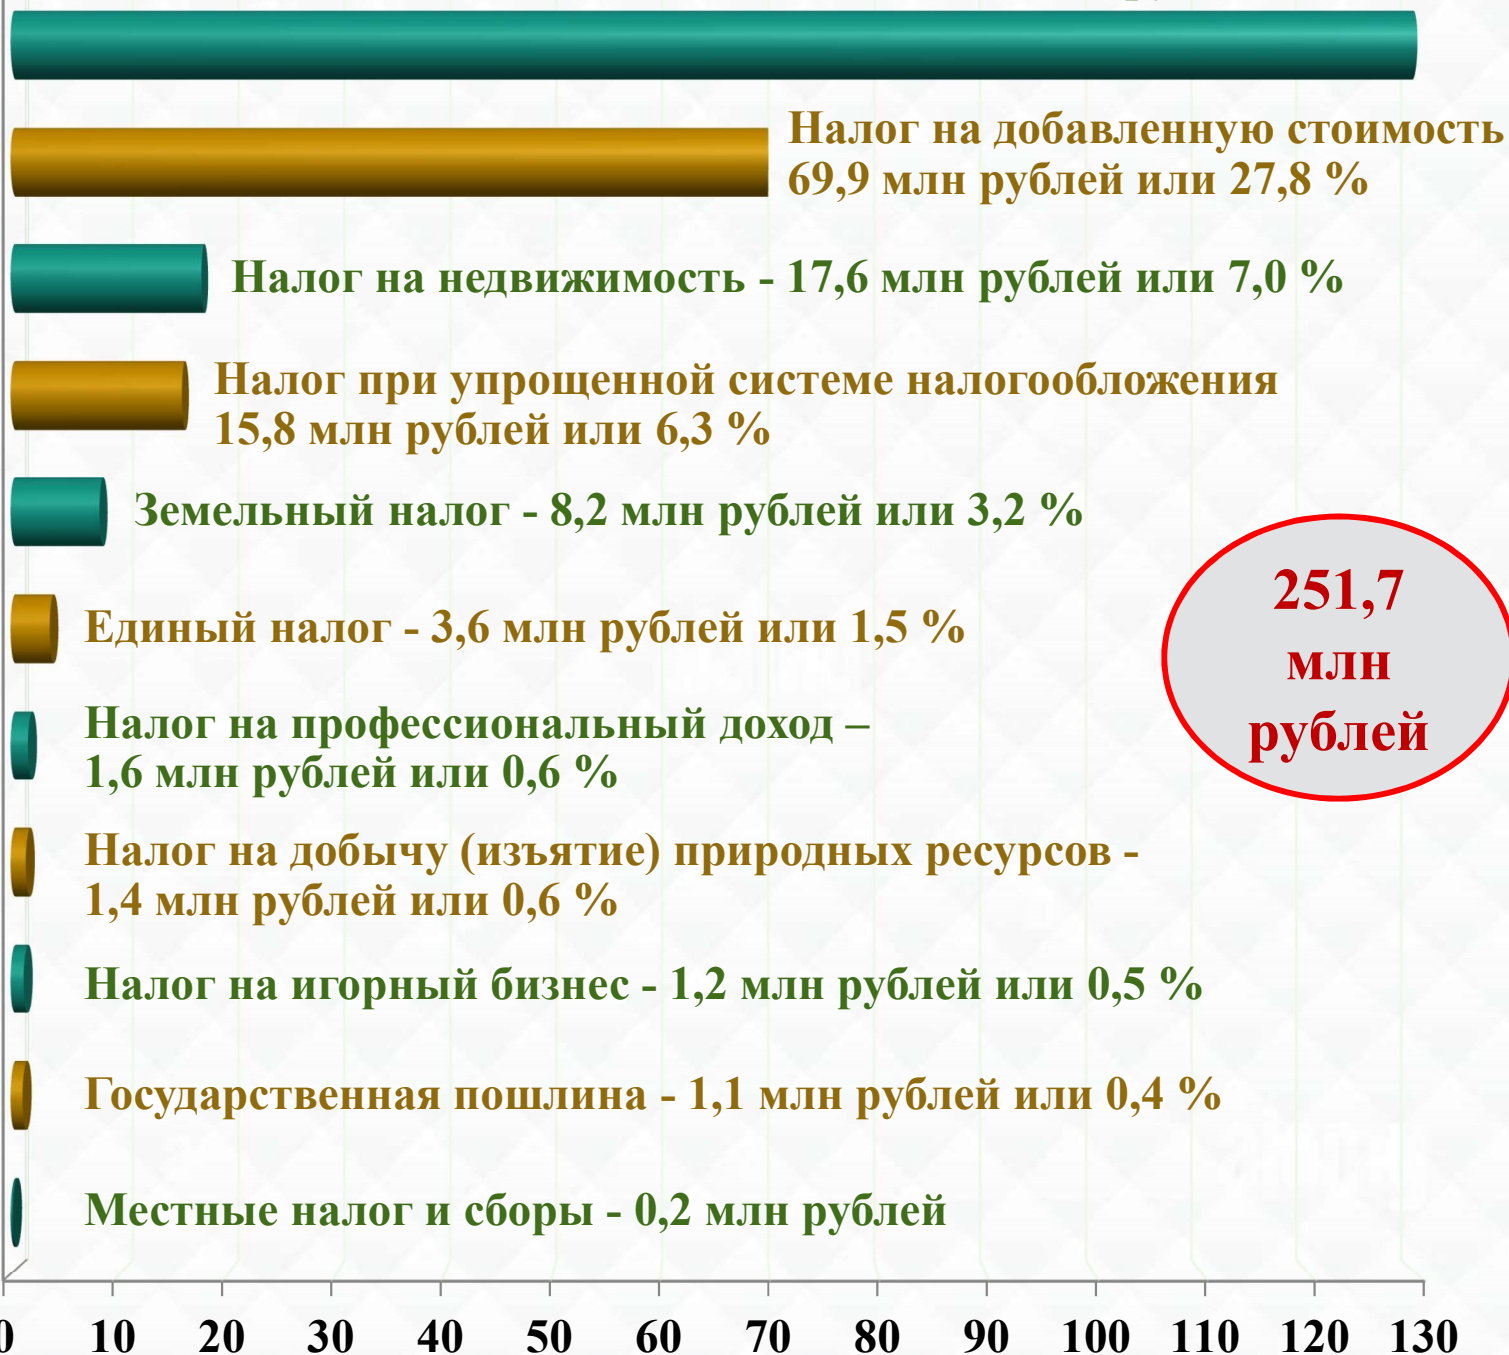 Налог на добавленную стоимость
69,9 млн рублей или 27,8 %
Налог на недвижимость - 17,6 млн рублей или 7,0 %
Налог при упрощенной системе налогообложения
15,8 млн рублей или 6,3 %
Земельный налог - 8,2 млн рублей или 3,2 %
251,7
млн
рублей
Единый налог - 3,6 млн рублей или 1,5 %
Налог на профессиональный доход –
1,6 млн рублей или 0,6 %
Налог на добычу (изъятие) природных ресурсов -
1,4 млн рублей или 0,6 %
Налог на игорный бизнес - 1,2 млн рублей или 0,5 %
Государственная пошлина - 1,1 млн рублей или 0,4 %
Местные налог и сборы - 0,2 млн рублей
0 10 20 30 40 50 60 70 80 90 100 110 120 130